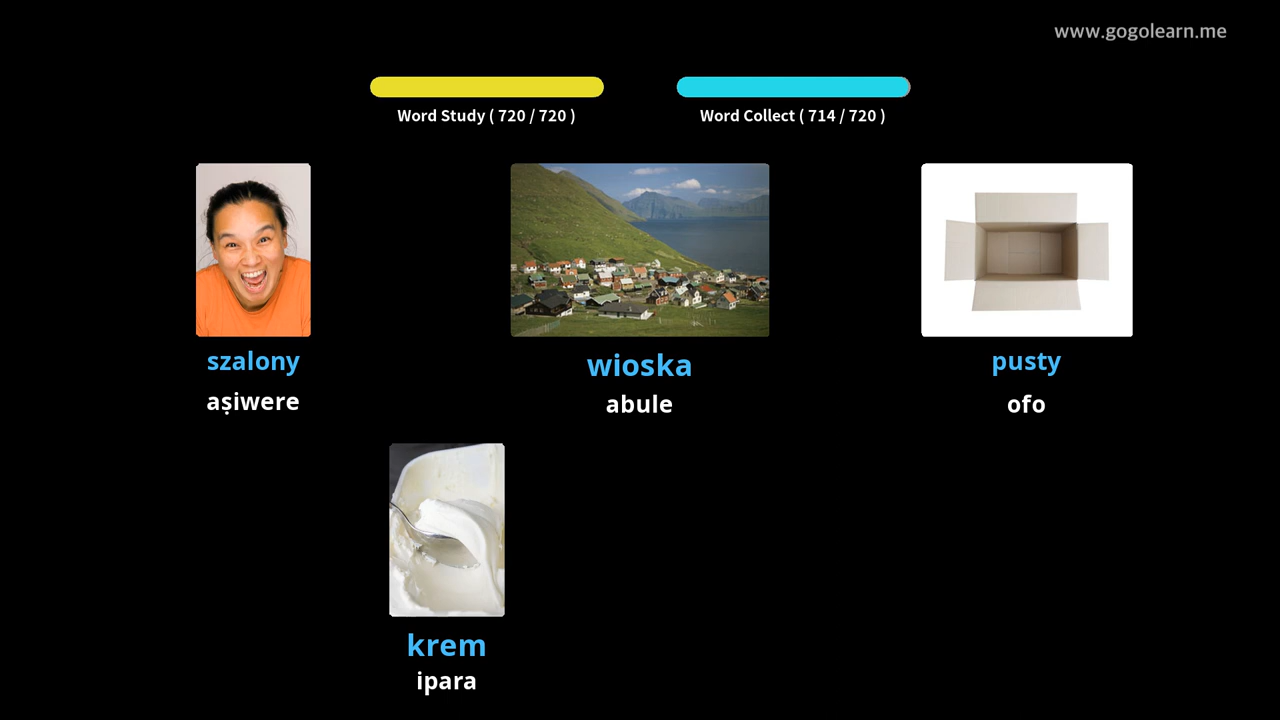 www.gogolearn.me
Word Study ( 720 / 720 )
Word Collect ( 714 / 720 )
szalony
wioska
pusty
aṣiwere
abule
ofo
krem
ipara